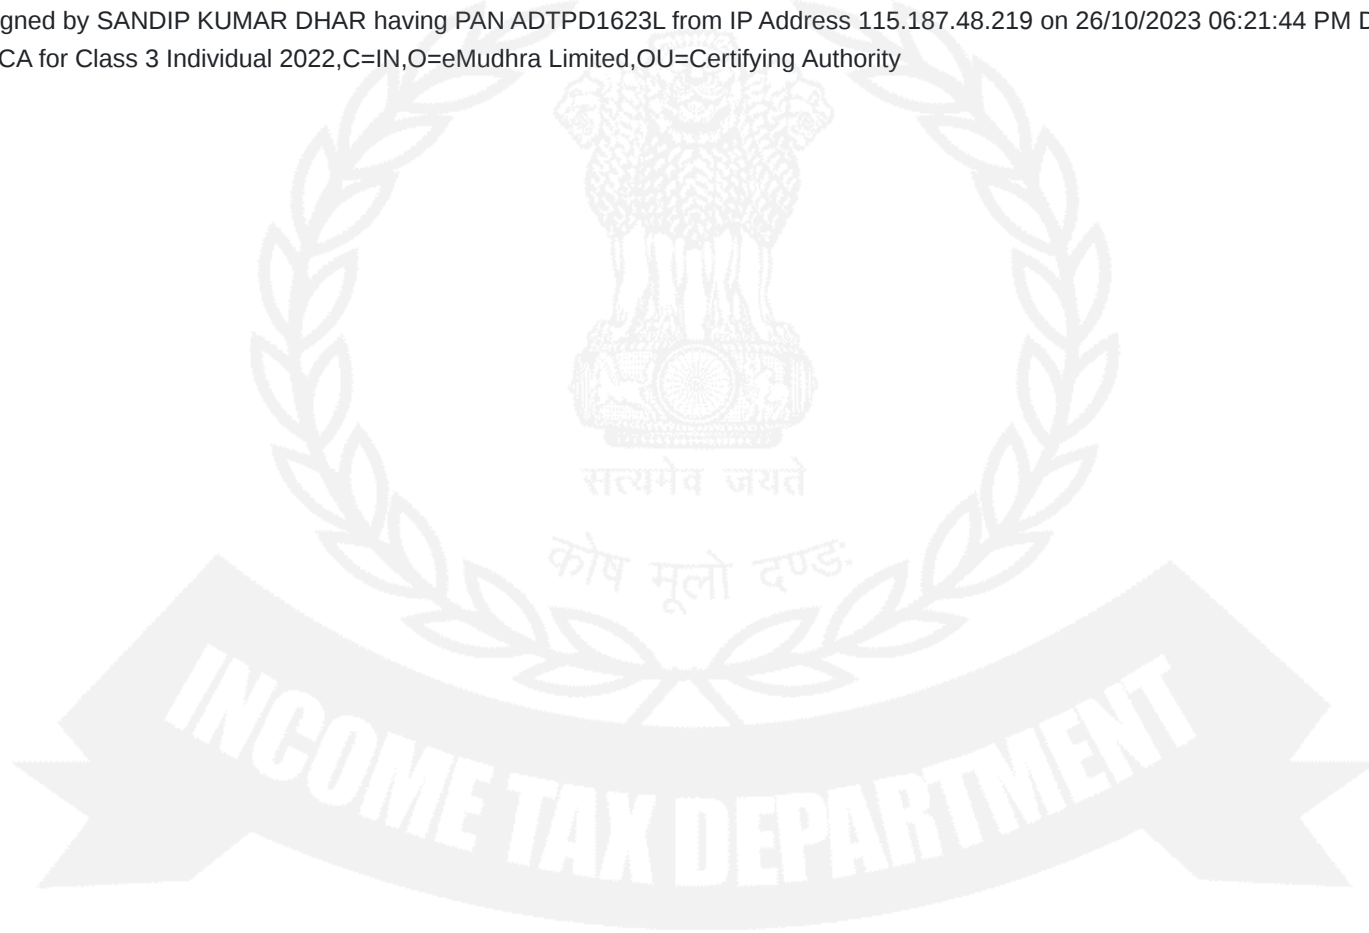 gned by SANDIP KUMAR DHAR having PAN ADTPD1623L from IP Address 115.187.48.219 on 26/10/2023 06:21:44 PM D
CA for Class 3 Individual 2022,C=IN,O=eMudhra Limited,OU=Certifying Authority
सत्यमेव जयते
कोष मूलो दण्डः
INCOME TAX DEPARTMENT